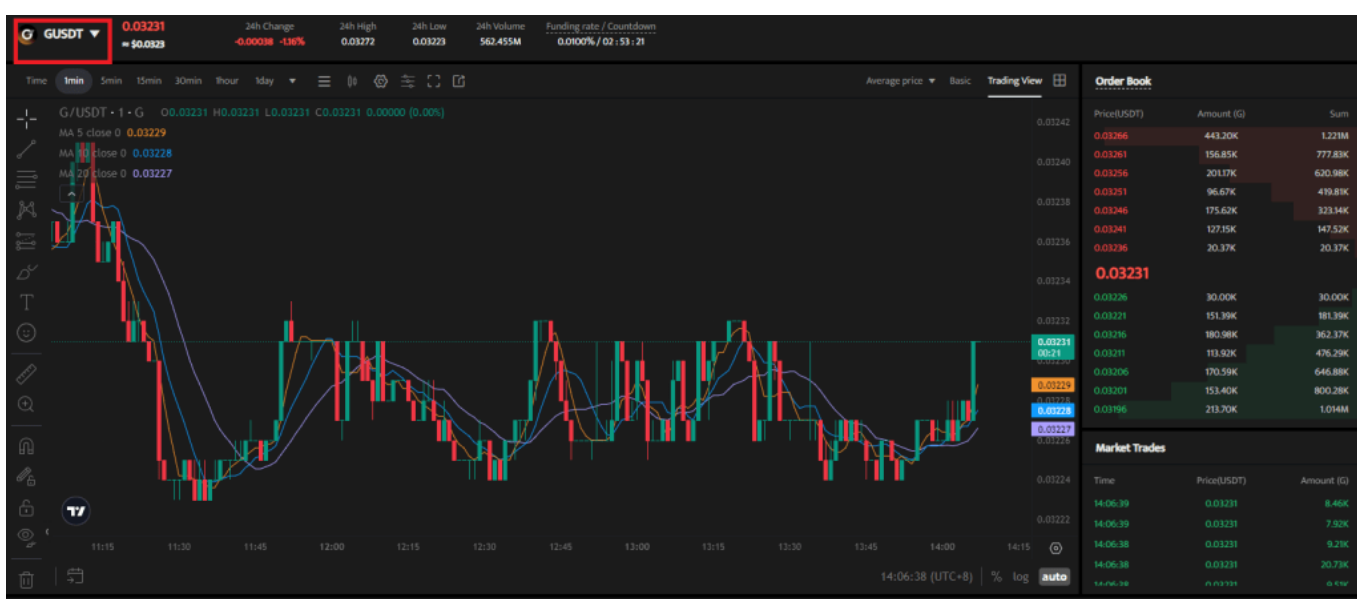 GUSDT ▼
0.03231
≈ $0.0323
24h Change
-0.00038 -1.16%
24h High
0.03272
24h Low
0.03223
24h Volume
562.455M
Funding rate / Countdown
0.0100% / 02 : 53 : 21
Time 1min 5min 15min 30min 1hour 1day
Average price Basic Trading View
G/USDT · 1 · G O0.03231 H0.03231 L0.03231 C0.03231 0.00000 (0.00%)
MA 5 close 0 0.03229
MA 10 close 0 0.03228
MA 20 close 0 0.03227
0.03242
0.03240
0.03238
0.03236
0.03234
0.03232
0.03231
00:21
0.03230
0.03229
0.03228
0.03228
0.03227
0.03226
0.03224
0.03222
11:15 11:30 11:45 12:00 12:15 12:30 12:45 13:00 13:15 13:30 13:45 14:00 14:15
14:06:38 (UTC+8) % log auto
Order Book
Price(USDT) Amount (G) Sum
0.03266 443.20K 1.221M
0.03261 156.85K 777.83K
0.03256 201.17K 620.98K
0.03251 96.67K 419.81K
0.03246 175.62K 323.14K
0.03241 127.15K 147.52K
0.03236 20.37K 20.37K
0.03231
0.03226 30.00K 30.00K
0.03221 151.39K 181.39K
0.03216 180.98K 362.37K
0.03211 113.92K 476.29K
0.03206 170.59K 646.88K
0.03201 153.40K 800.28K
0.03196 213.70K 1.014M
Market Trades
Time Price(USDT) Amount (G)
14:06:39 0.03231 8.46K
14:06:39 0.03231 7.92K
14:06:38 0.03231 9.21K
14:06:38 0.03231 20.73K
14:06:38 0.03231 9.51K